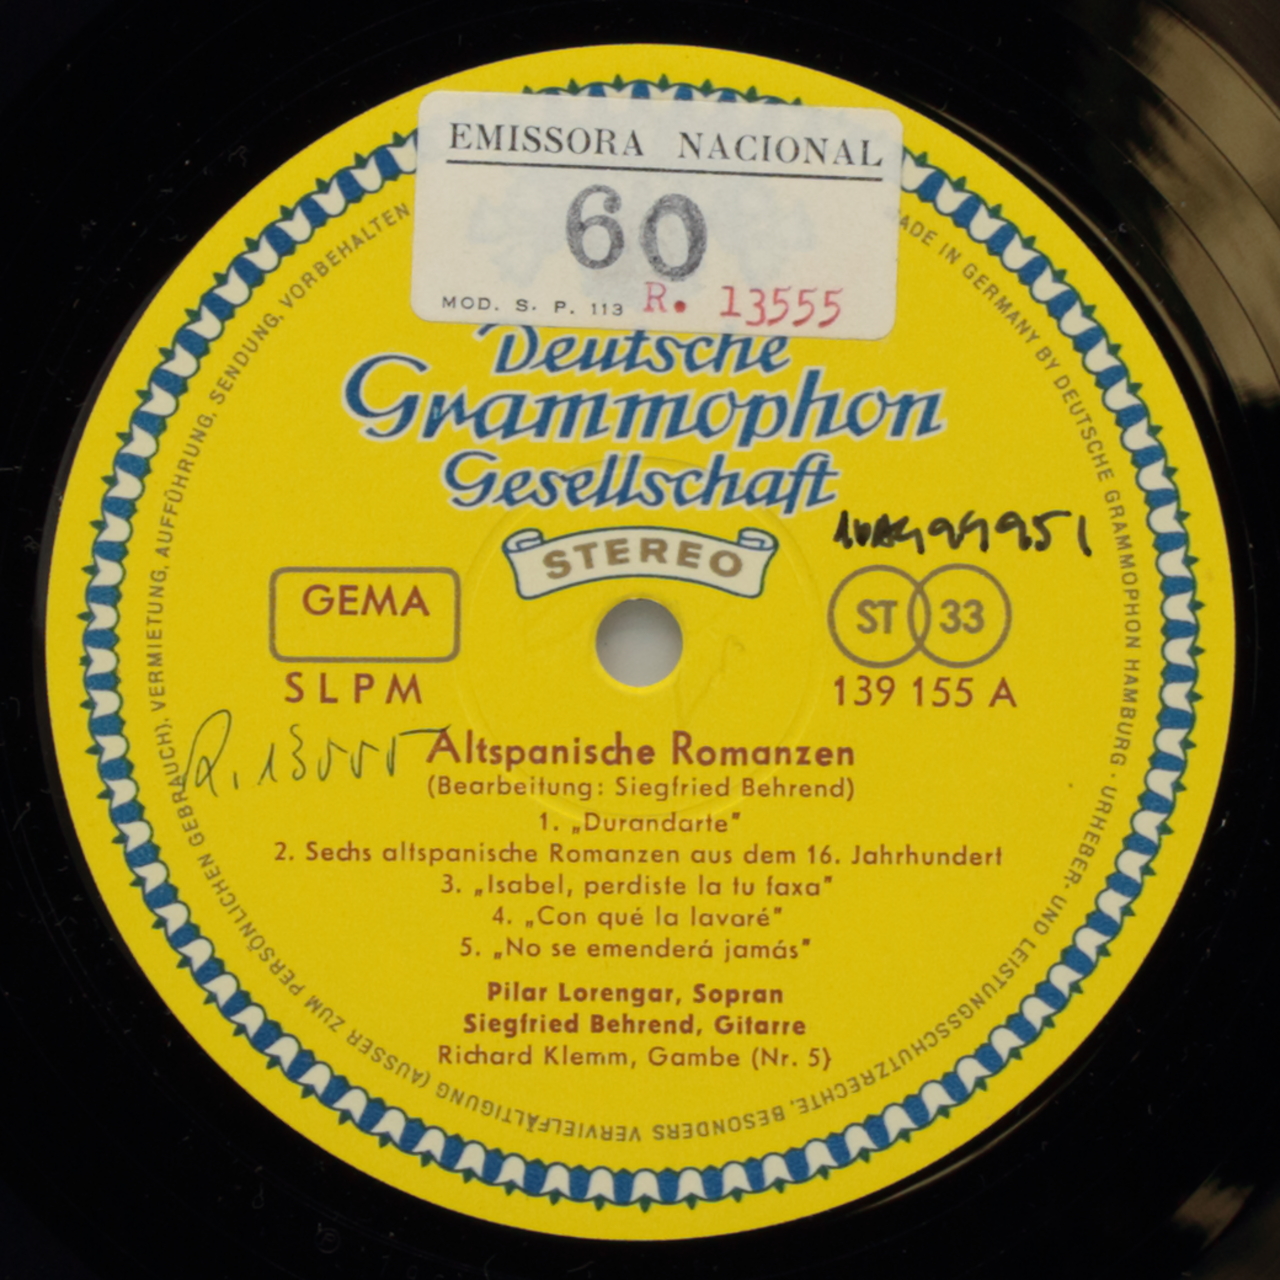 EMISSORA NACIONAL
60
MOD. S. P. 113 R. 13555
Deutsche
Grammophon
Gesellschaft
STEREO
GEMA
ST 33
SLPM
139 155 A
R. 13555
Altspanische Romanzen
(Bearbeitung: Siegfried Behrend)
1. „Durandarte"
2. Sechs altspanische Romanzen aus dem 16. Jahrhundert
3. „Isabel, perdiste la tu faxa"
4. „Con qué la lavaré"
5. „No se emenderá jamás"
Pilar Lorengar, Sopran
Siegfried Behrend, Gitarre
Richard Klemm, Gambe (Nr. 5)
MADE IN GERMANY BY DEUTSCHE GRAMMOPHON HAMBURG · URHEBER- UND LEISTUNGSSCHUTZRECHTE, BESONDERS VERVIELFÄLTIGUNG (AUSSER ZUM PERSÖNLICHEN GEBRAUCH), VERMIETUNG, AUFFÜHRUNG, SENDUNG, VORBEHALTEN